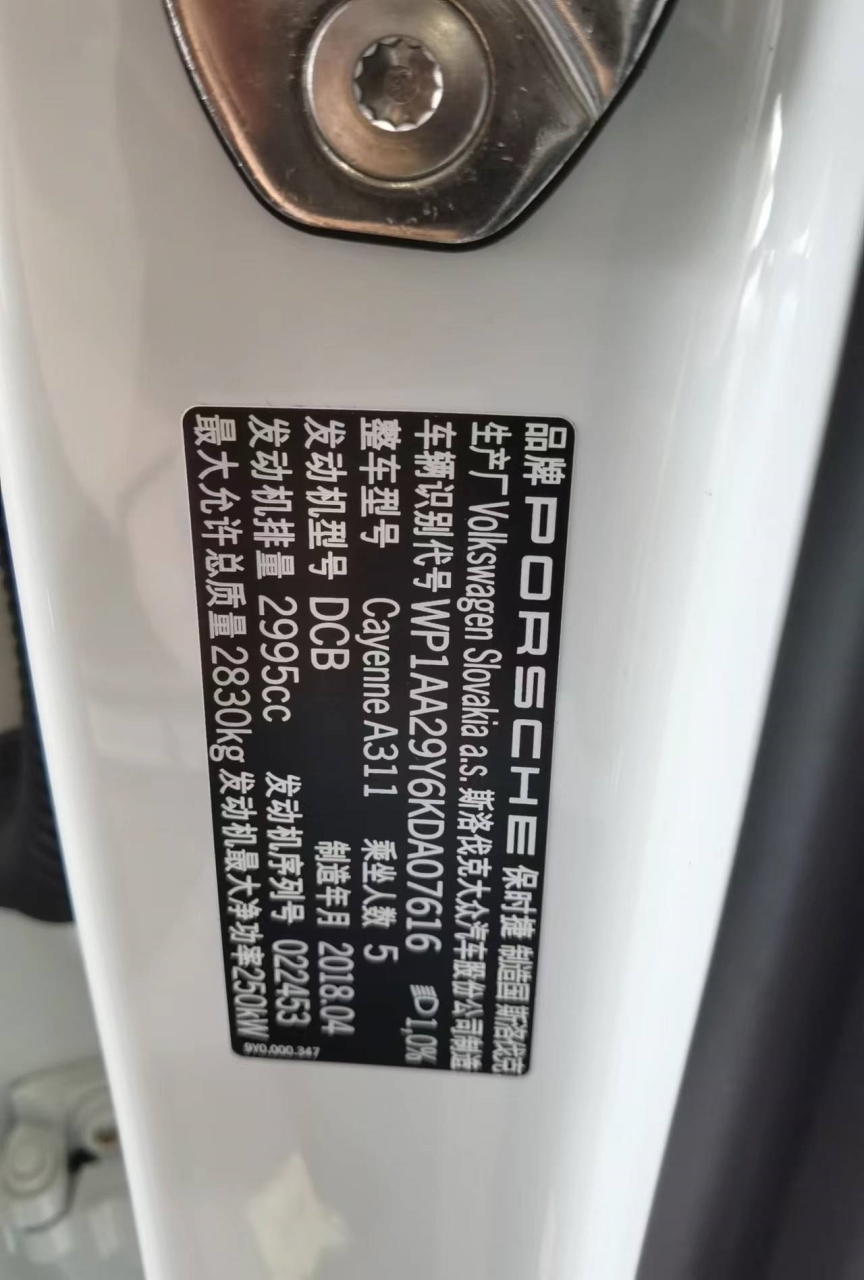 品牌 PORSCHE 保时捷 制造国 斯洛伐克
生产厂 Volkswagen Slovakia a.s. 斯洛伐克大众汽车股份公司制造
车辆识别代号 WP1AA29Y6KDA07616 1,0%
整车型号 Cayenne A311 乘坐人数 5
发动机型号 DCB 制造年月 2018.04
发动机排量 2995cc 发动机序列号 022453
最大允许总质量 2830kg 发动机最大净功率 250kW
9Y0.000.347